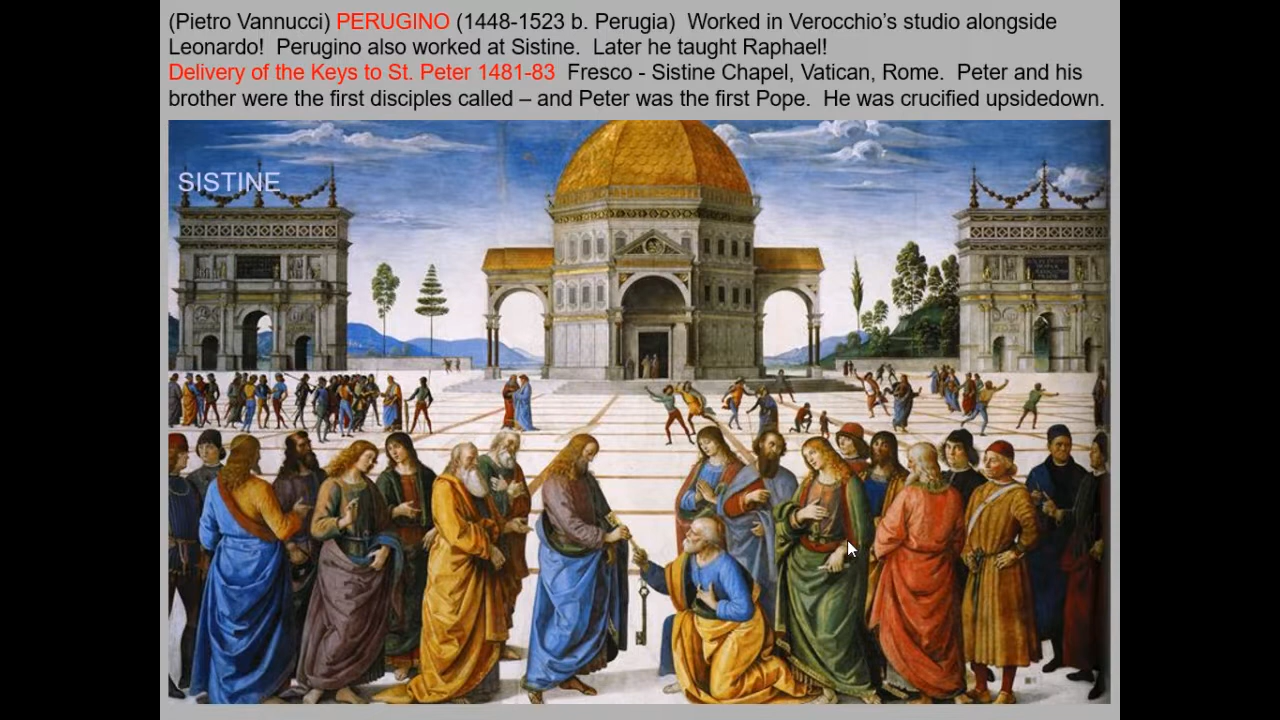 (Pietro Vannucci) PERUGINO (1448-1523 b. Perugia)  Worked in Verocchio’s studio alongside
Leonardo!  Perugino also worked at Sistine.  Later he taught Raphael!
Delivery of the Keys to St. Peter 1481-83  Fresco - Sistine Chapel, Vatican, Rome.  Peter and his
brother were the first disciples called – and Peter was the first Pope.  He was crucified upsidedown.
SISTINE